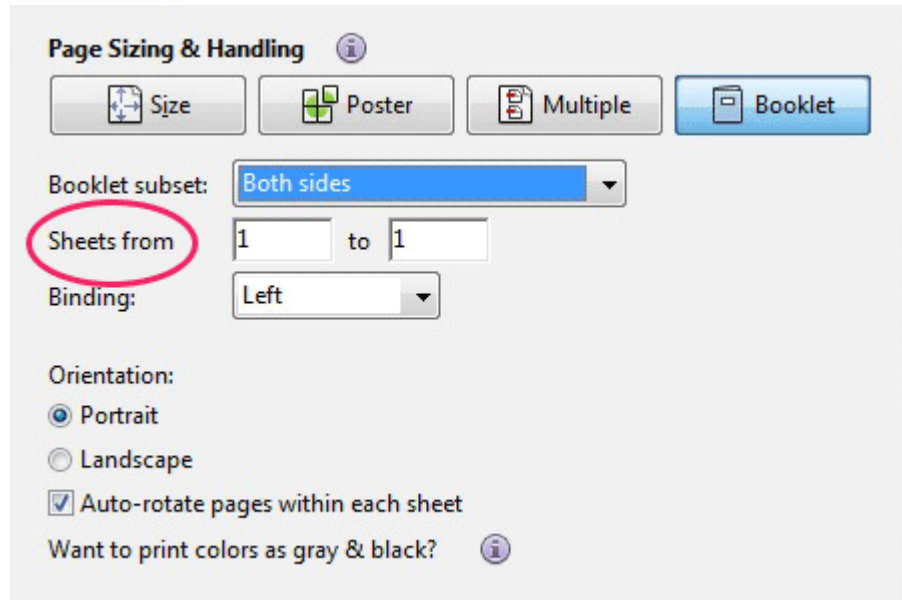 Page Sizing & Handling
Size Poster Multiple Booklet
Booklet subset: Both sides
Sheets from 1 to 1
Binding: Left
Orientation:
Portrait
Landscape
Auto-rotate pages within each sheet
Want to print colors as gray & black?